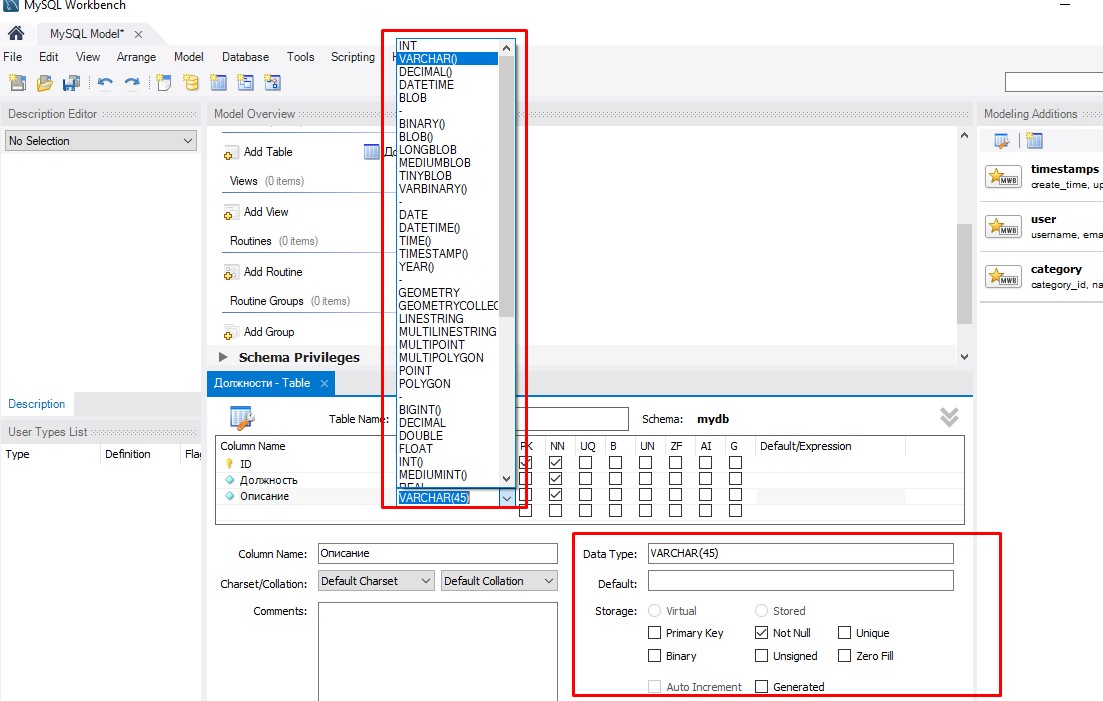 MySQL Workbench
MySQL Model*
File Edit View Arrange Model Database Tools Scripting
Description Editor
No Selection
Description
User Types List
Type Definition
Model Overview
Add Table
Views (0 items)
Add View
Routines (0 items)
Add Routine
Routine Groups (0 items)
Add Group
Schema Privileges
INT
VARCHAR()
DECIMAL()
DATETIME
BLOB
-
BINARY()
BLOB()
LONGBLOB
MEDIUMBLOB
TINYBLOB
VARBINARY()
-
DATE
DATETIME()
TIME()
TIMESTAMP()
YEAR()
-
GEOMETRY
GEOMETRYCOLLEC
LINESTRING
MULTILINESTRING
MULTIPOINT
MULTIPOLYGON
POINT
POLYGON
-
BIGINT()
DECIMAL
DOUBLE
FLOAT
INT()
MEDIUMINT()
REAL
VARCHAR(45)
Modeling Additions
timestamps
create_time, up
user
username, ema
category
category_id, na
Должности - Table
Table Name:
Schema: mydb
Column Name PK NN UQ B UN ZF AI G Default/Expression
ID
Должность
Описание
Column Name: Описание
Charset/Collation: Default Charset Default Collation
Comments:
Data Type: VARCHAR(45)
Default:
Storage: Virtual Stored
Primary Key Not Null Unique
Binary Unsigned Zero Fill
Auto Increment Generated